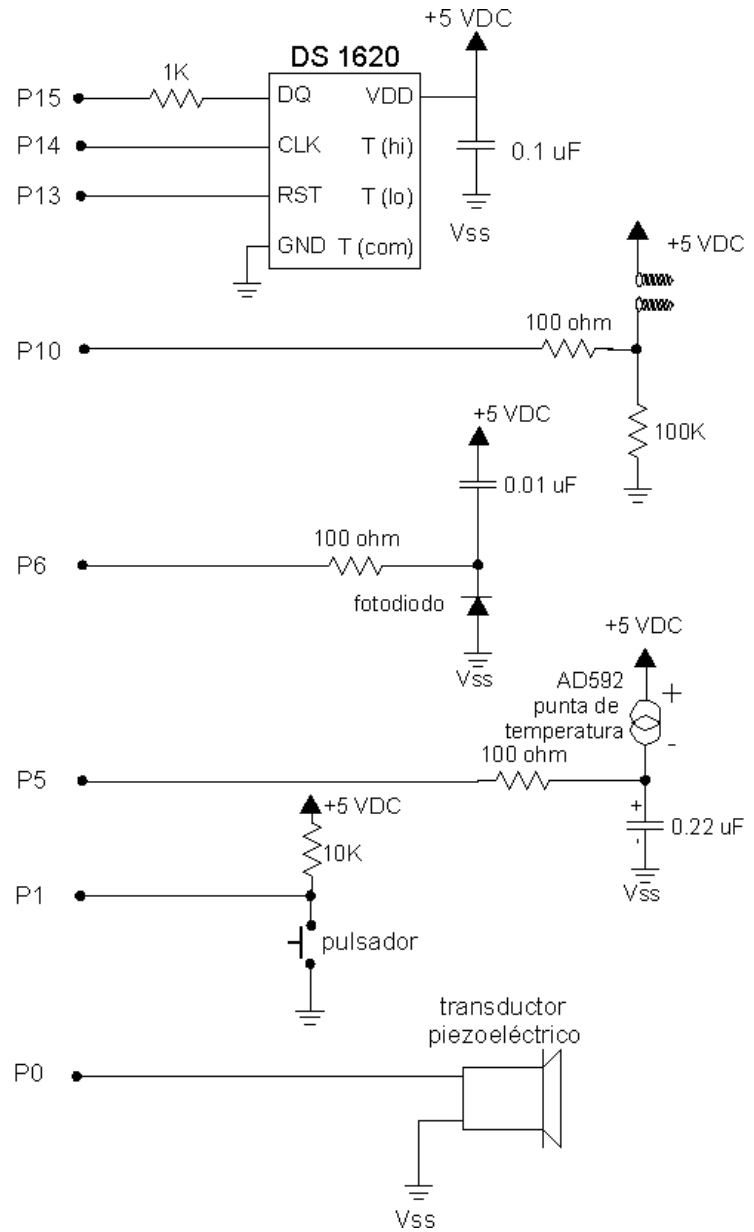 +5 VDC
DS 1620
1K
P15
DQ
VDD
P14
CLK
T (hi)
0.1 uF
P13
RST
T (lo)
Vss
GND
T (com)
+5 VDC
100 ohm
P10
100K
+5 VDC
0.01 uF
100 ohm
P6
fotodiodo
Vss
+5 VDC
AD592
punta de
temperatura
+
-
100 ohm
P5
+5 VDC
+
0.22 uF
-
10K
Vss
P1
pulsador
transductor
piezoeléctrico
P0
Vss